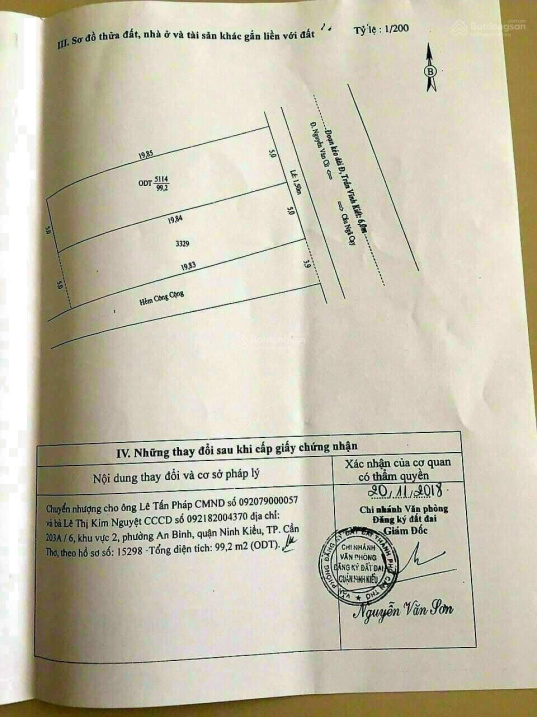 III. Sơ đồ thửa đất, nhà ở và tài sản khác gắn liền với đất
Tỷ lệ : 1/200
B
19,85
5,0
ODT 5114
99,2
5,0
19,84
5,0
3329
5,0
19,83
3,9
Hẻm Công Cộng
Lề 1,50m
Đ. Nguyễn Văn Cừ
Cầu Ngã Cạy
Đoạn kéo dài Đ. Trần Vĩnh Kiết: 6,0m
IV. Những thay đổi sau khi cấp giấy chứng nhận
Nội dung thay đổi và cơ sở pháp lý
Xác nhận của cơ quan
có thẩm quyền
Chuyển nhượng cho ông Lê Tấn Pháp CMND số 092079000057
và bà Lê Thị Kim Nguyệt CCCD số 092182004370 địa chỉ:
203A / 6, khu vực 2, phường An Bình, quận Ninh Kiều, TP. Cần
Thơ, theo hồ sơ số: 15298 -Tổng diện tích: 99,2 m2 (ODT).
20/11/2018
Chi nhánh Văn phòng
Đăng ký đất đai
Giám Đốc
CHI NHÁNH
VĂN PHÒNG
ĐĂNG KÝ ĐẤT ĐAI
QUẬN NINH KIỀU
Nguyễn Văn Sơn